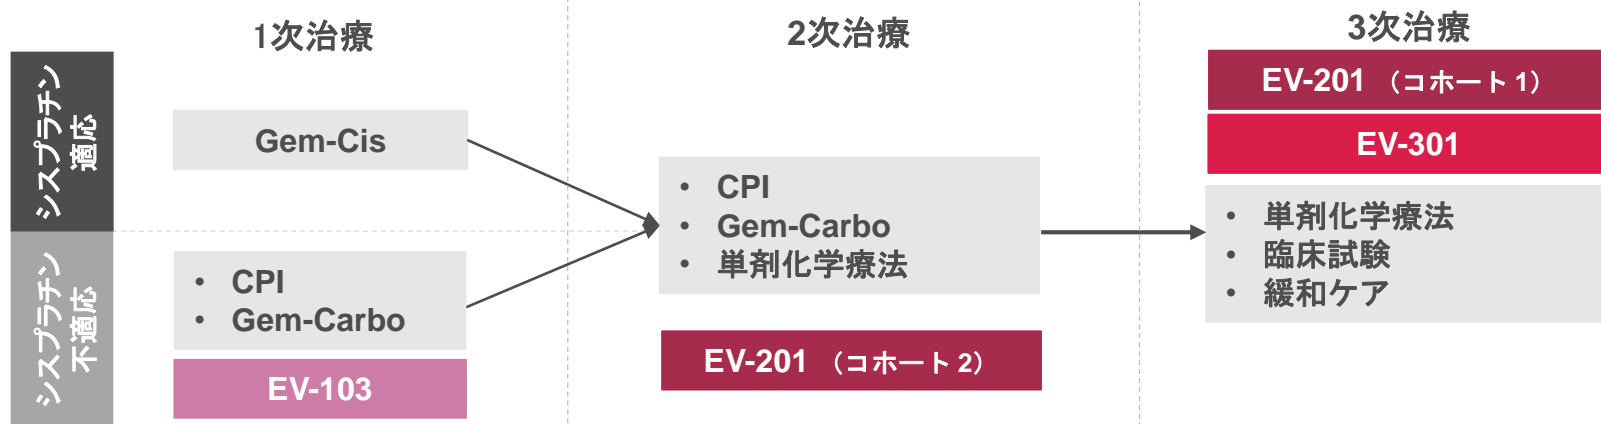 1次治療
2次治療
3次治療
シスプラチン
適応
Gem-Cis
シスプラチン
不適応
• CPI
• Gem-Carbo
EV-103
• CPI
• Gem-Carbo
• 単剤化学療法
EV-201 （コホート 2）
EV-201 （コホート 1）
EV-301
• 単剤化学療法
• 臨床試験
• 緩和ケア